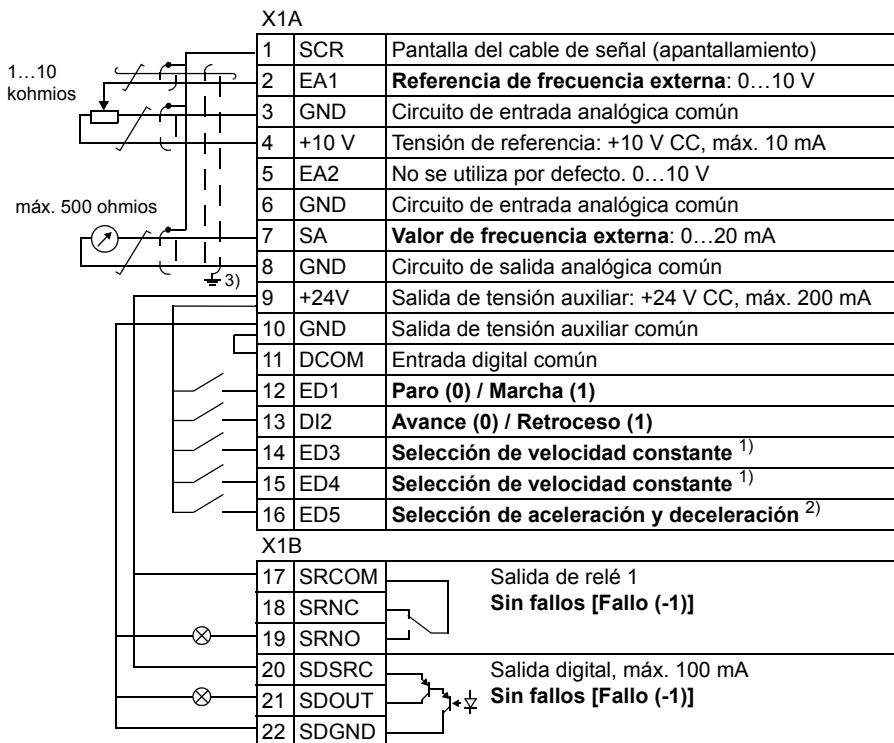 X1A
1 SCR Pantalla del cable de señal (apantallamiento)
1…10 kohmios
2 EA1 Referencia de frecuencia externa: 0…10 V
3 GND Circuito de entrada analógica común
4 +10 V Tensión de referencia: +10 V CC, máx. 10 mA
5 EA2 No se utiliza por defecto. 0…10 V
máx. 500 ohmios
6 GND Circuito de entrada analógica común
7 SA Valor de frecuencia externa: 0…20 mA
8 GND Circuito de salida analógica común
3)
9 +24V Salida de tensión auxiliar: +24 V CC, máx. 200 mA
10 GND Salida de tensión auxiliar común
11 DCOM Entrada digital común
12 ED1 Paro (0) / Marcha (1)
13 DI2 Avance (0) / Retroceso (1)
14 ED3 Selección de velocidad constante 1)
15 ED4 Selección de velocidad constante 1)
16 ED5 Selección de aceleración y deceleración 2)
X1B
17 SRCOM Salida de relé 1
18 SRNC Sin fallos [Fallo (-1)]
19 SRNO
20 SDSRC Salida digital, máx. 100 mA
21 SDOUT Sin fallos [Fallo (-1)]
22 SDGND